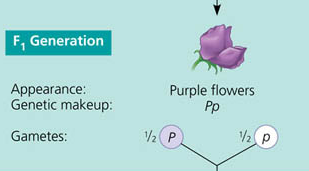 F₁ Generation
Appearance: Purple flowers
Genetic makeup: Pp
Gametes: ½ P ½ p